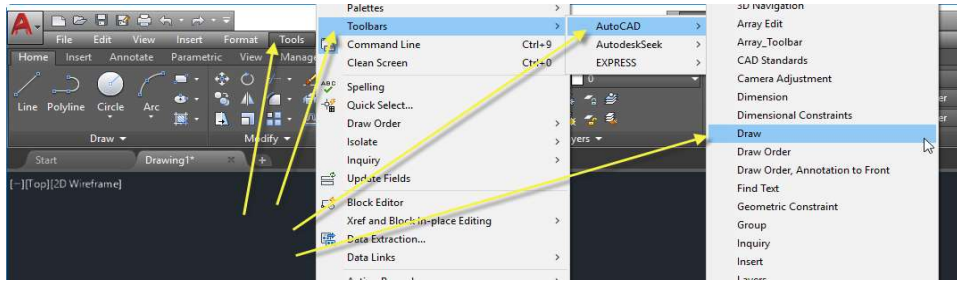 File Edit View Insert Format Tools
Home Insert Annotate Parametric View Manage
Line Polyline Circle Arc
Draw Modify
Start Drawing1* +
[−][Top][2D Wireframe]
Palettes
Toolbars
Command Line Ctrl+9
Clean Screen Ctrl+0
ABC
Spelling
Quick Select...
Draw Order
Isolate
Inquiry
Update Fields
Block Editor
Xref and Block in-place Editing
Data Extraction...
Data Links
AutoCAD
AutodeskSeek
EXPRESS
0
3D Navigation
Array Edit
Array_Toolbar
CAD Standards
Camera Adjustment
Dimension
Dimensional Constraints
Draw
Draw Order
Draw Order, Annotation to Front
Find Text
Geometric Constraint
Group
Inquiry
Insert
Layers